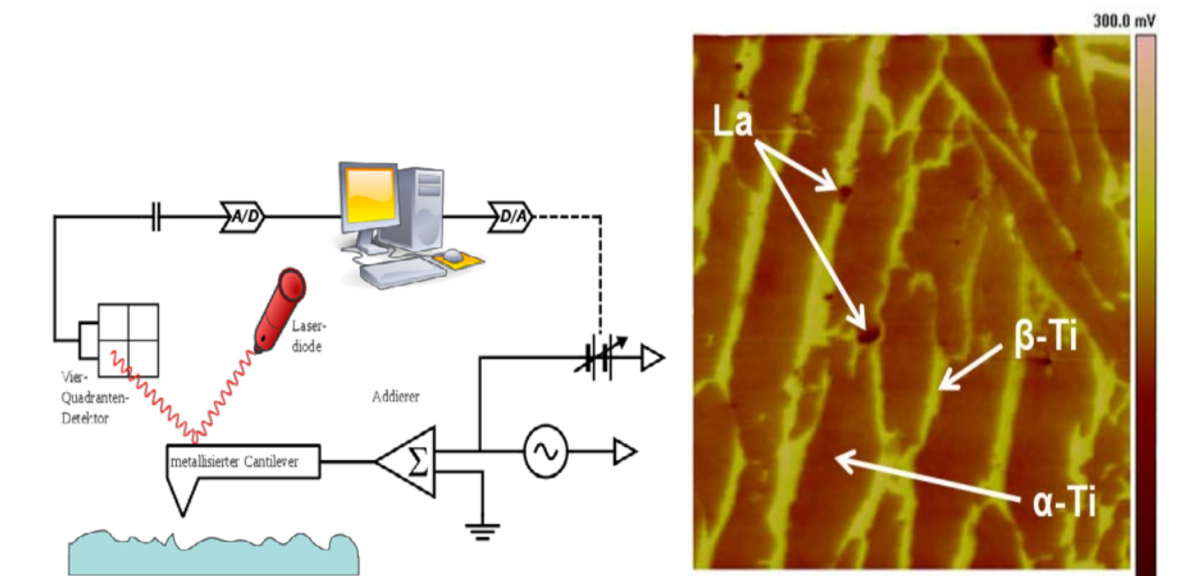 300.0 mV
La
A/D
D/A
Laser-
diode
β-Ti
Vier-
Quadranten-
Detektor
Addierer
metallisierter Cantilever
Σ
α-Ti